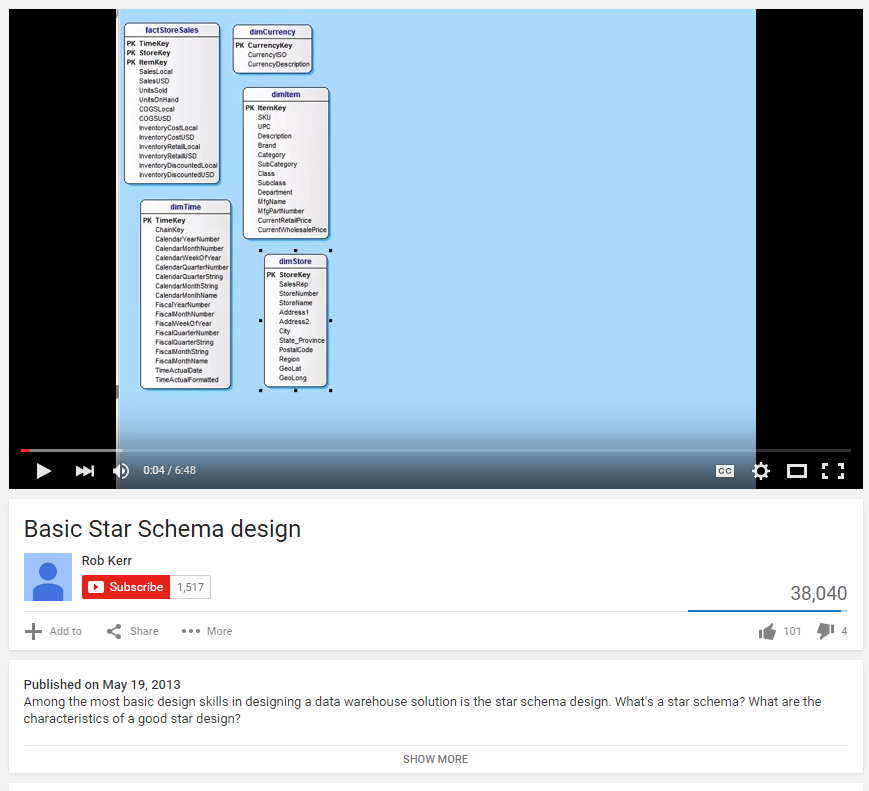 factStoreSales
PK TimeKey
PK StoreKey
PK ItemKey
SalesLocal
SalesUSD
UnitsSold
UnitsOnHand
COGSLocal
COGSUSD
InventoryCostLocal
InventoryCostUSD
InventoryRetailLocal
InventoryRetailUSD
InventoryDiscountedLocal
InventoryDiscountedUSD
dimCurrency
PK CurrencyKey
CurrencyISO
CurrencyDescription
dimItem
PK ItemKey
SKU
UPC
Description
Brand
Category
SubCategory
Class
Subclass
Department
MfgName
MfgPartNumber
CurrentRetailPrice
CurrentWholesalePrice
dimTime
PK TimeKey
ChainKey
CalendarYearNumber
CalendarMonthNumber
CalendarWeekOfYear
CalendarQuarterNumber
CalendarQuarterString
CalendarMonthString
CalendarMonthName
FiscalYearNumber
FiscalMonthNumber
FiscalWeekOfYear
FiscalQuarterNumber
FiscalQuarterString
FiscalMonthString
FiscalMonthName
TimeActualDate
TimeActualFormatted
dimStore
PK StoreKey
SalesRep
StoreNumber
StoreName
Address1
Address2
City
State_Province
PostalCode
Region
GeoLat
GeoLong
0:04 / 6:48
CC
Basic Star Schema design
Rob Kerr
Subscribe 1,517
38,040
Add to Share More
101 4
Published on May 19, 2013
Among the most basic design skills in designing a data warehouse solution is the star schema design. What's a star schema? What are the
characteristics of a good star design?
SHOW MORE